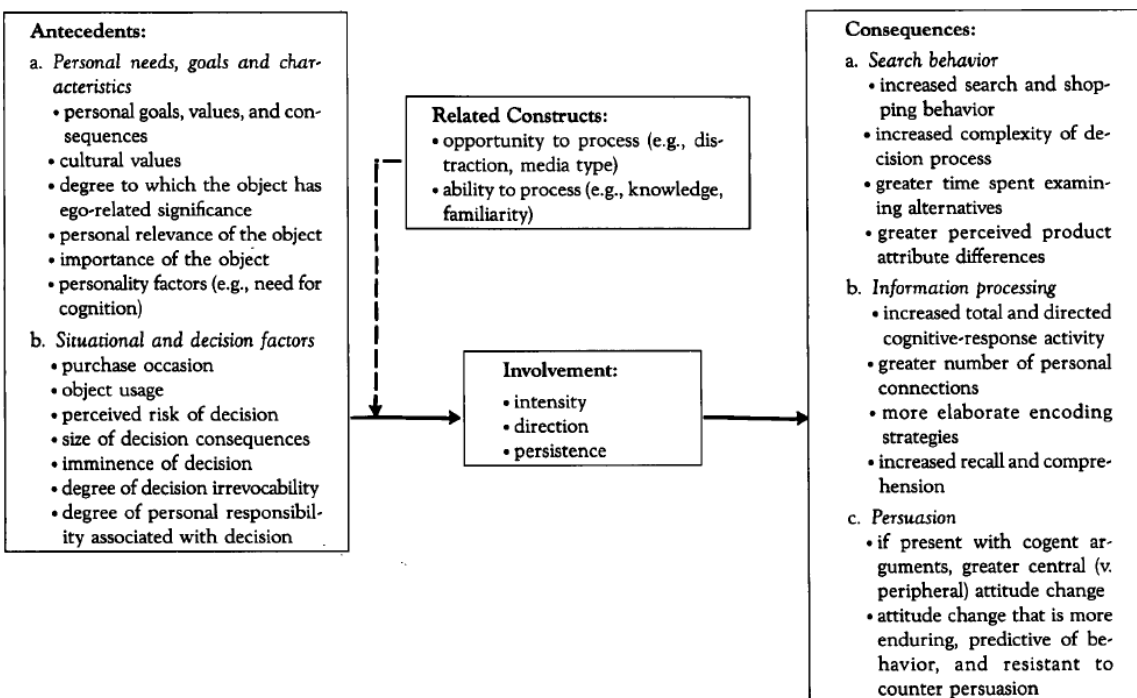 Antecedents:
a. Personal needs, goals and char-
acteristics
• personal goals, values, and con-
sequences
• cultural values
• degree to which the object has
ego-related significance
• personal relevance of the object
• importance of the object
• personality factors (e.g., need for
cognition)
b. Situational and decision factors
• purchase occasion
• object usage
• perceived risk of decision
• size of decision consequences
• imminence of decision
• degree of decision irrevocability
• degree of personal responsibil-
ity associated with decision
Related Constructs:
• opportunity to process (e.g., dis-
traction, media type)
• ability to process (e.g., knowledge,
familiarity)
Involvement:
• intensity
• direction
• persistence
Consequences:
a. Search behavior
• increased search and shop-
ping behavior
• increased complexity of de-
cision process
• greater time spent examin-
ing alternatives
• greater perceived product
attribute differences
b. Information processing
• increased total and directed
cognitive-response activity
• greater number of personal
connections
• more elaborate encoding
strategies
• increased recall and compre-
hension
c. Persuasion
• if present with cogent ar-
guments, greater central (v.
peripheral) attitude change
• attitude change that is more
enduring, predictive of be-
havior, and resistant to
counter persuasion